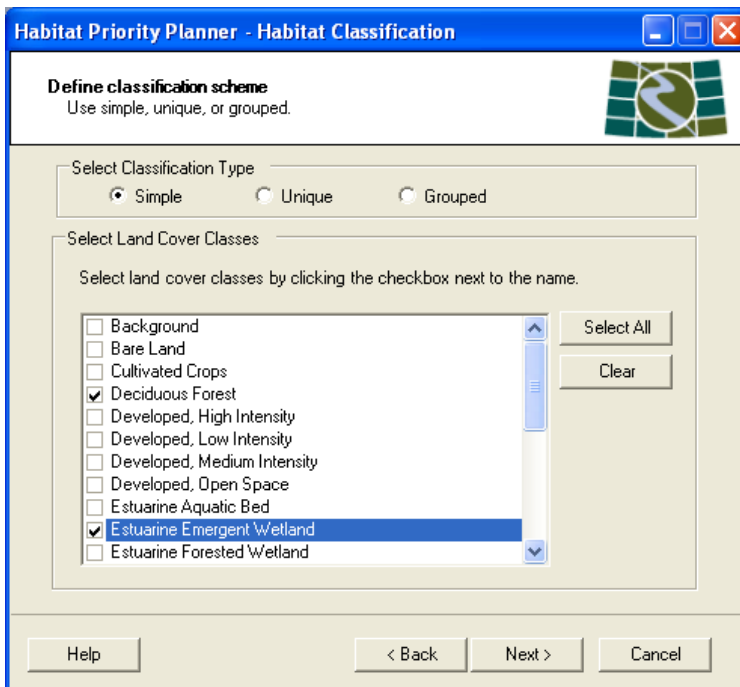 Habitat Priority Planner - Habitat Classification
Define classification scheme
Use simple, unique, or grouped.
Select Classification Type
Simple Unique Grouped
Select Land Cover Classes
Select land cover classes by clicking the checkbox next to the name.
Background
Select All
Bare Land
Cultivated Crops
Clear
Deciduous Forest
Developed, High Intensity
Developed, Low Intensity
Developed, Medium Intensity
Developed, Open Space
Estuarine Aquatic Bed
Estuarine Emergent Wetland
Estuarine Forested Wetland
Help < Back Next > Cancel